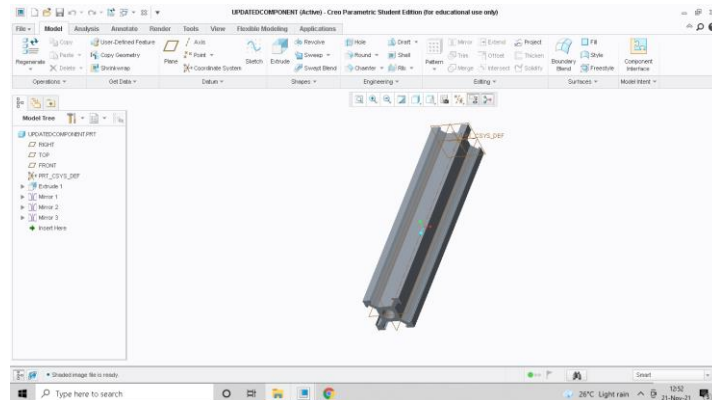 UPDATEDCOMPONENT (Active) - Creo Parametric Student Edition (for educational use only)
File Model Analysis Annotate Render Tools View Flexible Modeling Applications
Regenerate
Copy
Paste
Delete
User-Defined Feature
Copy Geometry
Shrinkwrap
Plane
Axis
Point
Coordinate System
Sketch
Extrude
Revolve
Sweep
Swept Blend
Hole
Round
Chamfer
Draft
Shell
Rib
Pattern
Mirror
Trim
Merge
Extend
Offset
Intersect
Project
Thicken
Solidify
Boundary Blend
Fill
Style
Freestyle
Component Interface
Operations Get Data Datum Shapes Engineering Editing Surfaces Model Intent
Model Tree
UPDATEDCOMPONENT.PRT
RIGHT
TOP
FRONT
PRT_CSYS_DEF
Extrude 1
Mirror 1
Mirror 2
Mirror 3
Insert Here
CSYS_DEF
Shaded image file is ready.
Smart
Type here to search
26°C Light rain
12:52
21-Nov-21